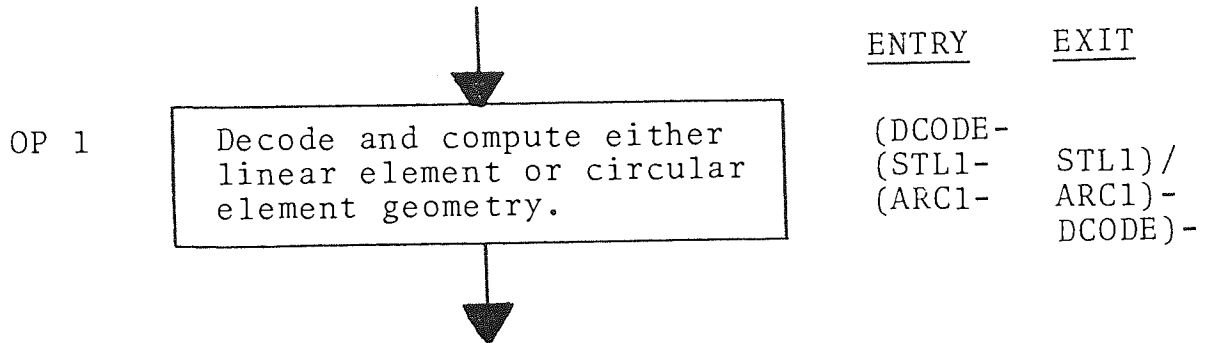 ENTRY EXIT
OP 1
Decode and compute either
linear element or circular
element geometry.
(DCODE-
(STL1- STL1)/
(ARC1- ARC1)-
DCODE)-